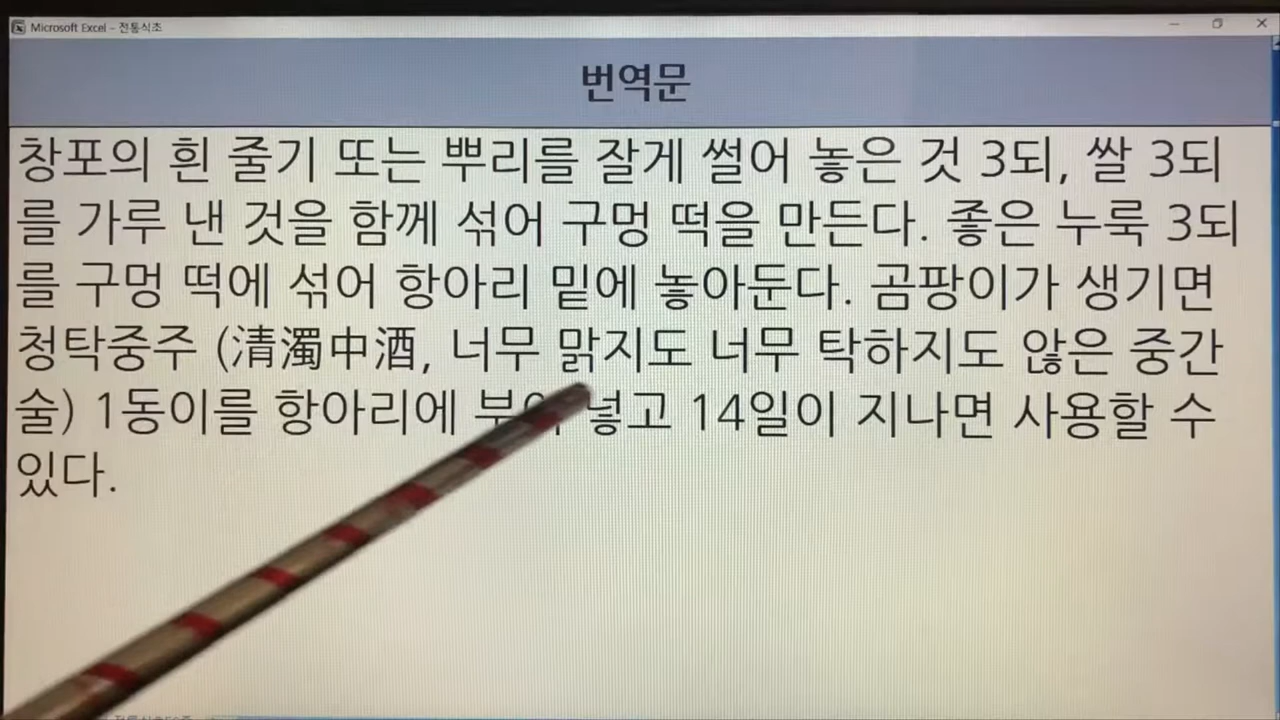 Microsoft Excel - 전통식초
번역문
창포의 흰 줄기 또는 뿌리를 잘게 썰어 놓은 것 3되, 쌀 3되
를 가루 낸 것을 함께 섞어 구멍 떡을 만든다. 좋은 누룩 3되
를 구멍 떡에 섞어 항아리 밑에 놓아둔다. 곰팡이가 생기면
청탁중주 (清濁中酒, 너무 맑지도 너무 탁하지도 않은 중간
술) 1동이를 항아리에 넣고 14일이 지나면 사용할 수
있다.